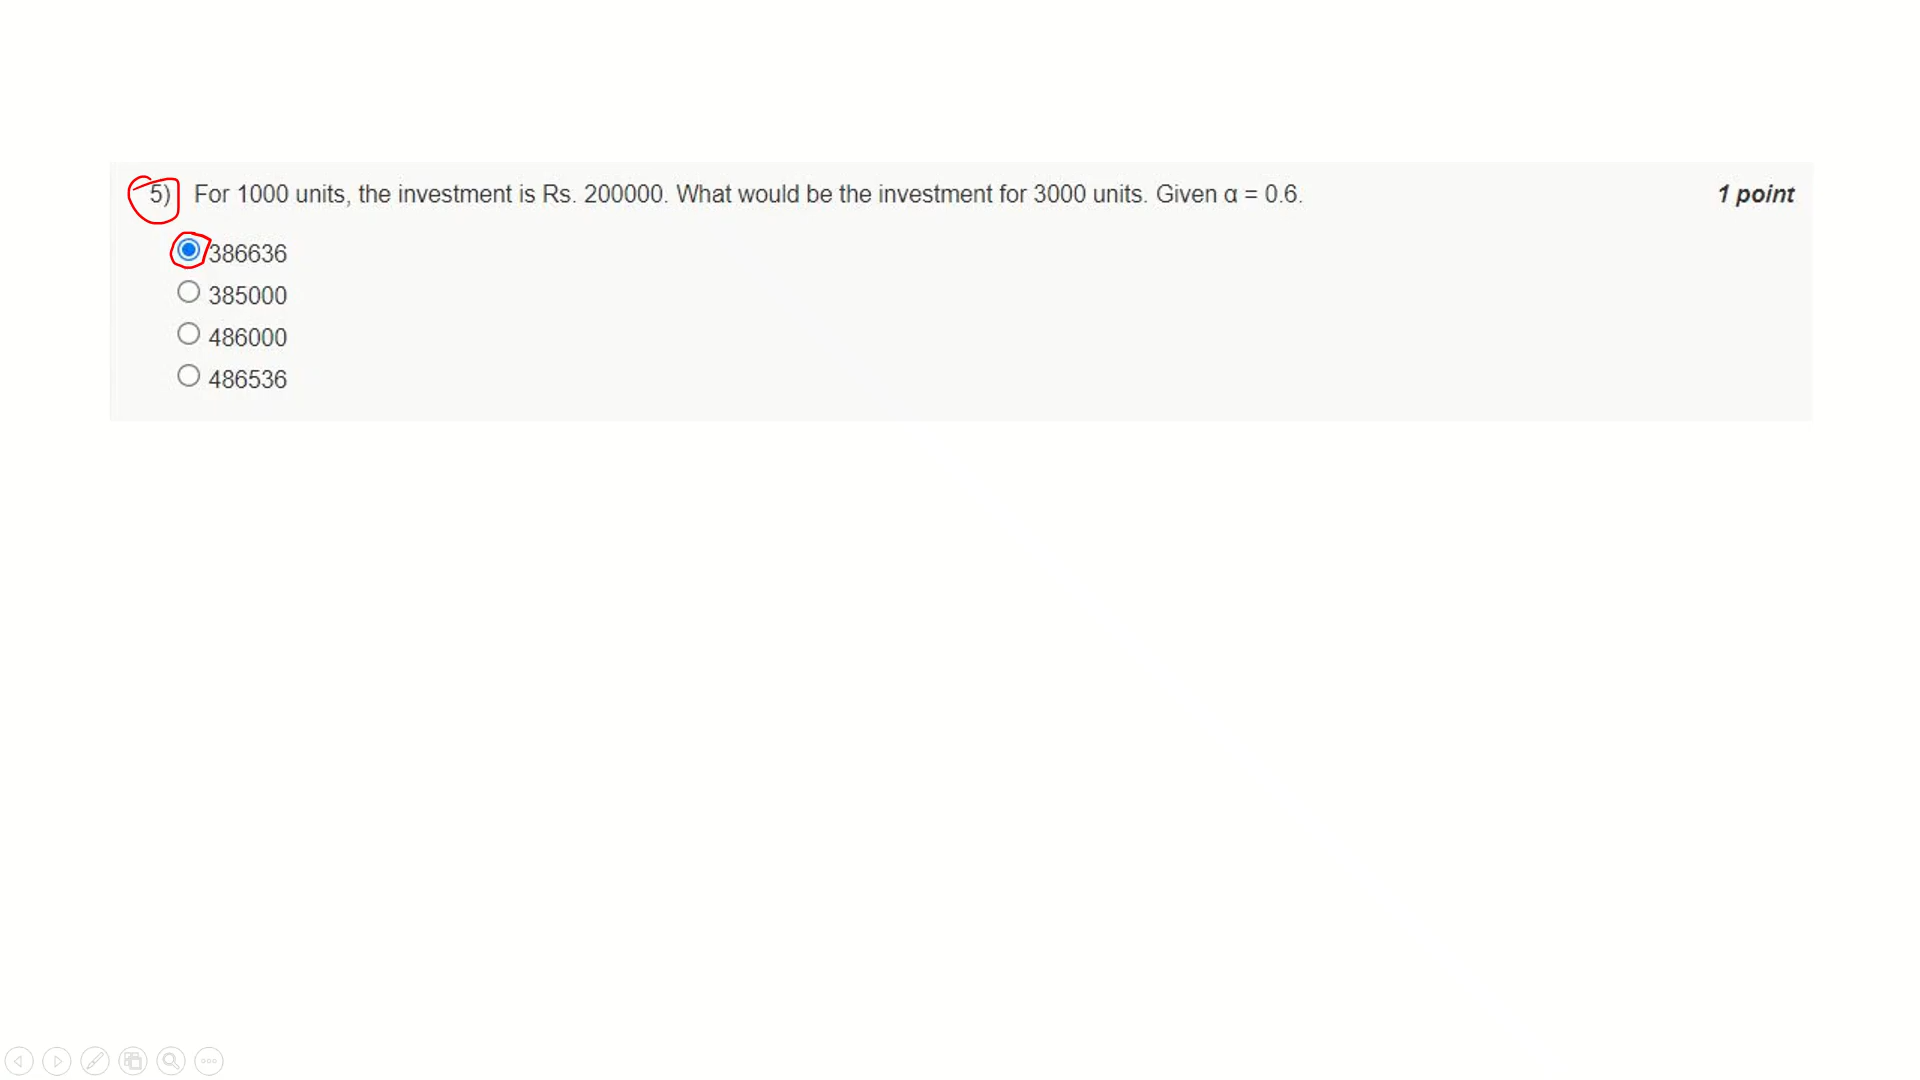 5) For 1000 units, the investment is Rs. 200000. What would be the investment for 3000 units. Given α = 0.6. 1 point
386636
385000
486000
486536